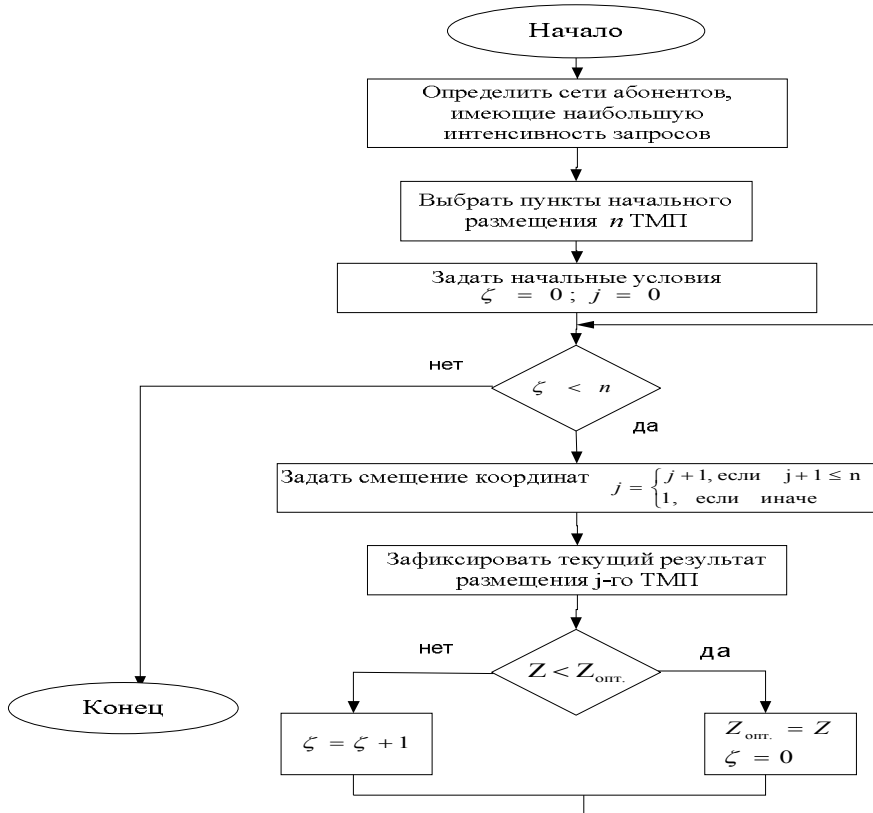 Начало
Определить сети абонентов,
имеющие наибольшую
интенсивность запросов
Выбрать пункты начального
размещения n ТМП
Задать начальные условия
ζ = 0 ; j = 0
нет
ζ < n
да
Задать смещение координат j = { j + 1, если j+1 ≤ n
1, если иначе
Зафиксировать текущий результат
размещения j-го ТМП
нет
Z < Zопт.
да
Конец
ζ = ζ + 1
Zопт. = Z
ζ = 0